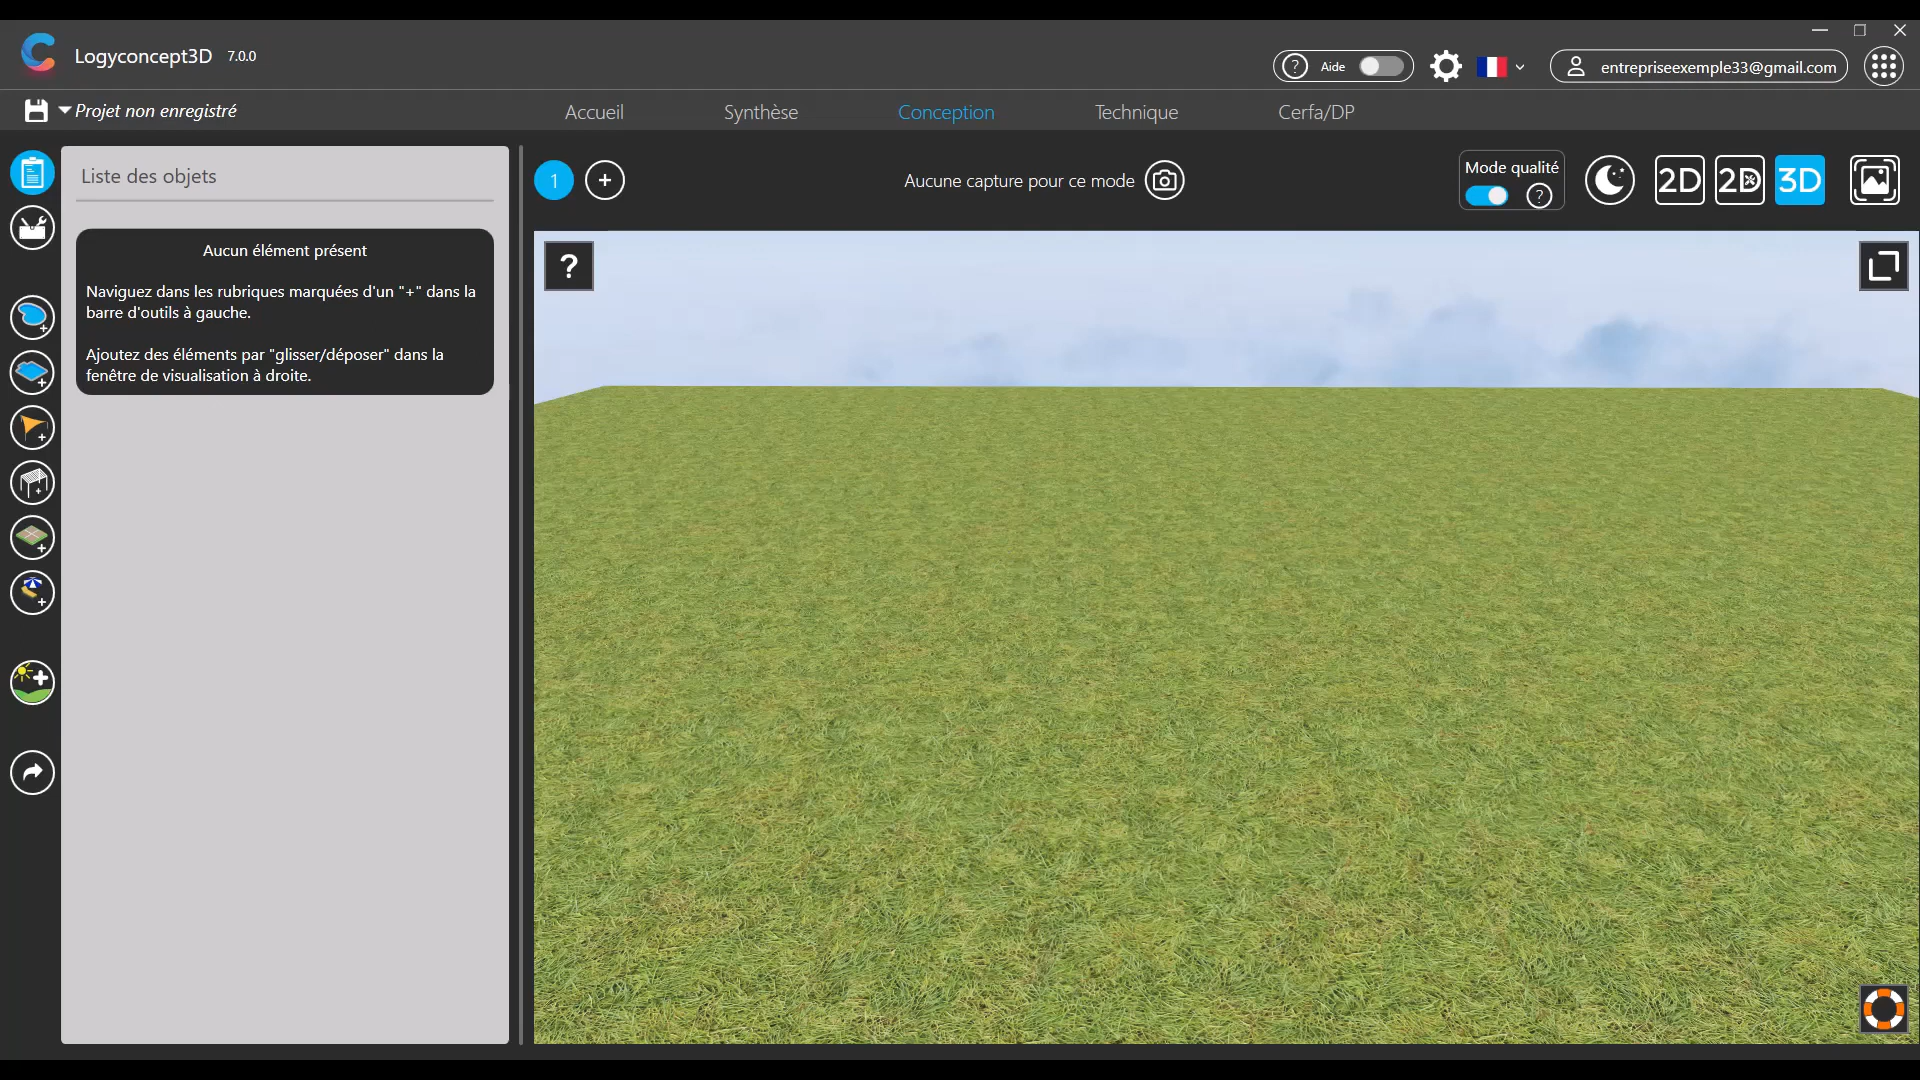 Logyconcept3D 7.0.0
? Aide
entrepriseexemple33@gmail.com
Projet non enregistré
Accueil
Synthèse
Conception
Technique
Cerfa/DP
Liste des objets
Aucun élément présent
Naviguez dans les rubriques marquées d'un "+" dans la
barre d'outils à gauche.
Ajoutez des éléments par "glisser/déposer" dans la
fenêtre de visualisation à droite.
1
+
Aucune capture pour ce mode
Mode qualité
?
2D
2D
3D
?